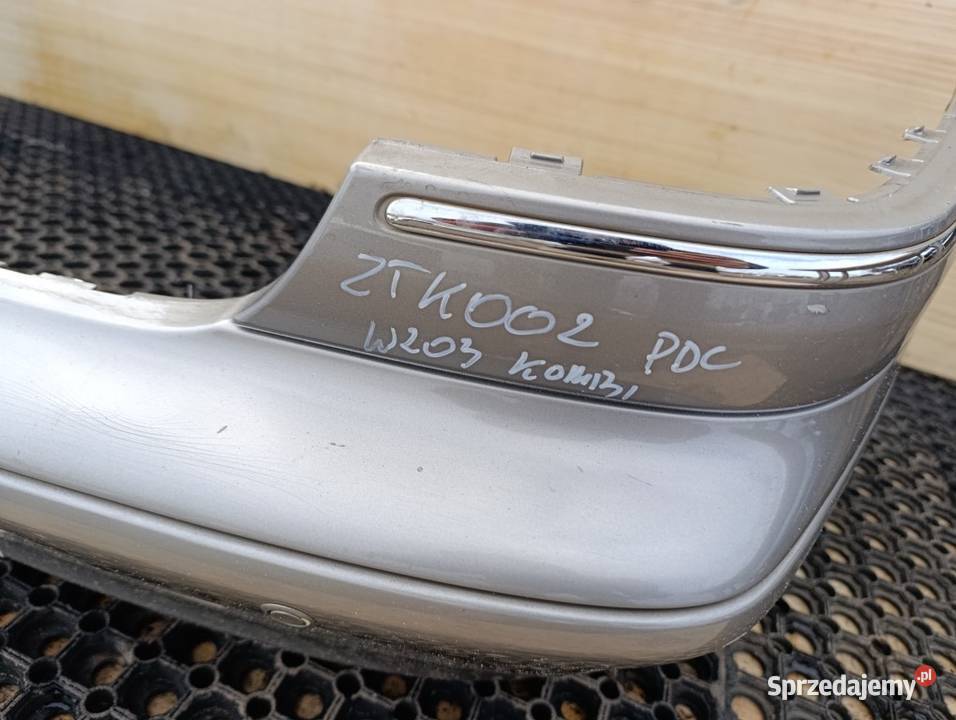 ZTK002 PDC
W203 KOMBI
Sprzedajemy.pl